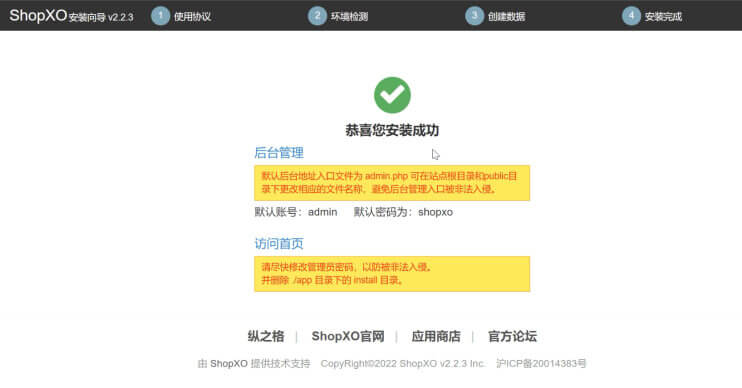 ShopXO安装向导 v2.2.3 1 使用协议 2 环境检测 3 创建数据 4 安装完成
恭喜您安装成功
后台管理
默认后台地址入口文件为 admin.php 可在站点根目录和public目
录下更改相应的文件名称，避免后台管理入口被非法入侵。
默认账号：admin 默认密码为：shopxo
访问首页
请尽快修改管理员密码，以防被非法入侵。
并删除 ./app 目录下的 install 目录。
纵之格 | ShopXO官网 | 应用商店 | 官方论坛
由 ShopXO 提供技术支持 CopyRight©2022 ShopXO v2.2.3 Inc. 沪ICP备20014383号